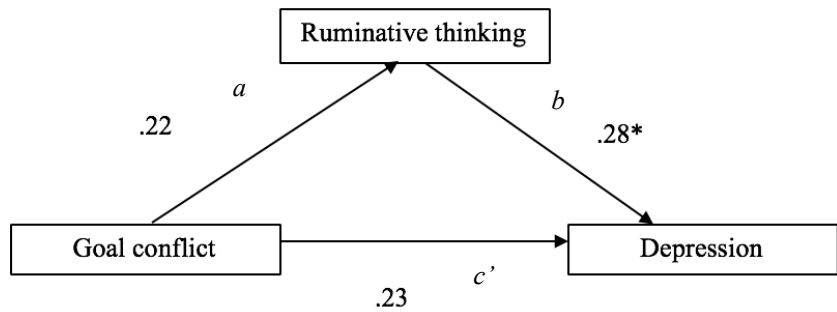 Ruminative thinking
a
b
.22
.28*
Goal conflict
Depression
c’
.23